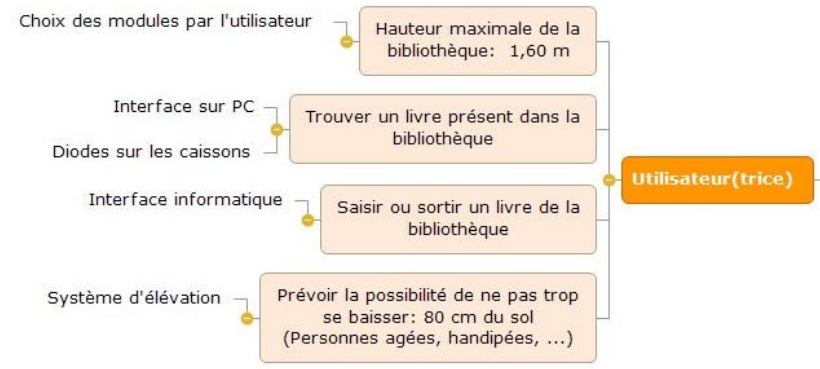 Choix des modules par l'utilisateur
Hauteur maximale de la
bibliothèque: 1,60 m
Interface sur PC
Diodes sur les caissons
Trouver un livre présent dans la
bibliothèque
Utilisateur(trice)
Interface informatique
Saisir ou sortir un livre de la
bibliothèque
Système d'élévation
Prévoir la possibilité de ne pas trop
se baisser: 80 cm du sol
(Personnes agées, handipées, ...)